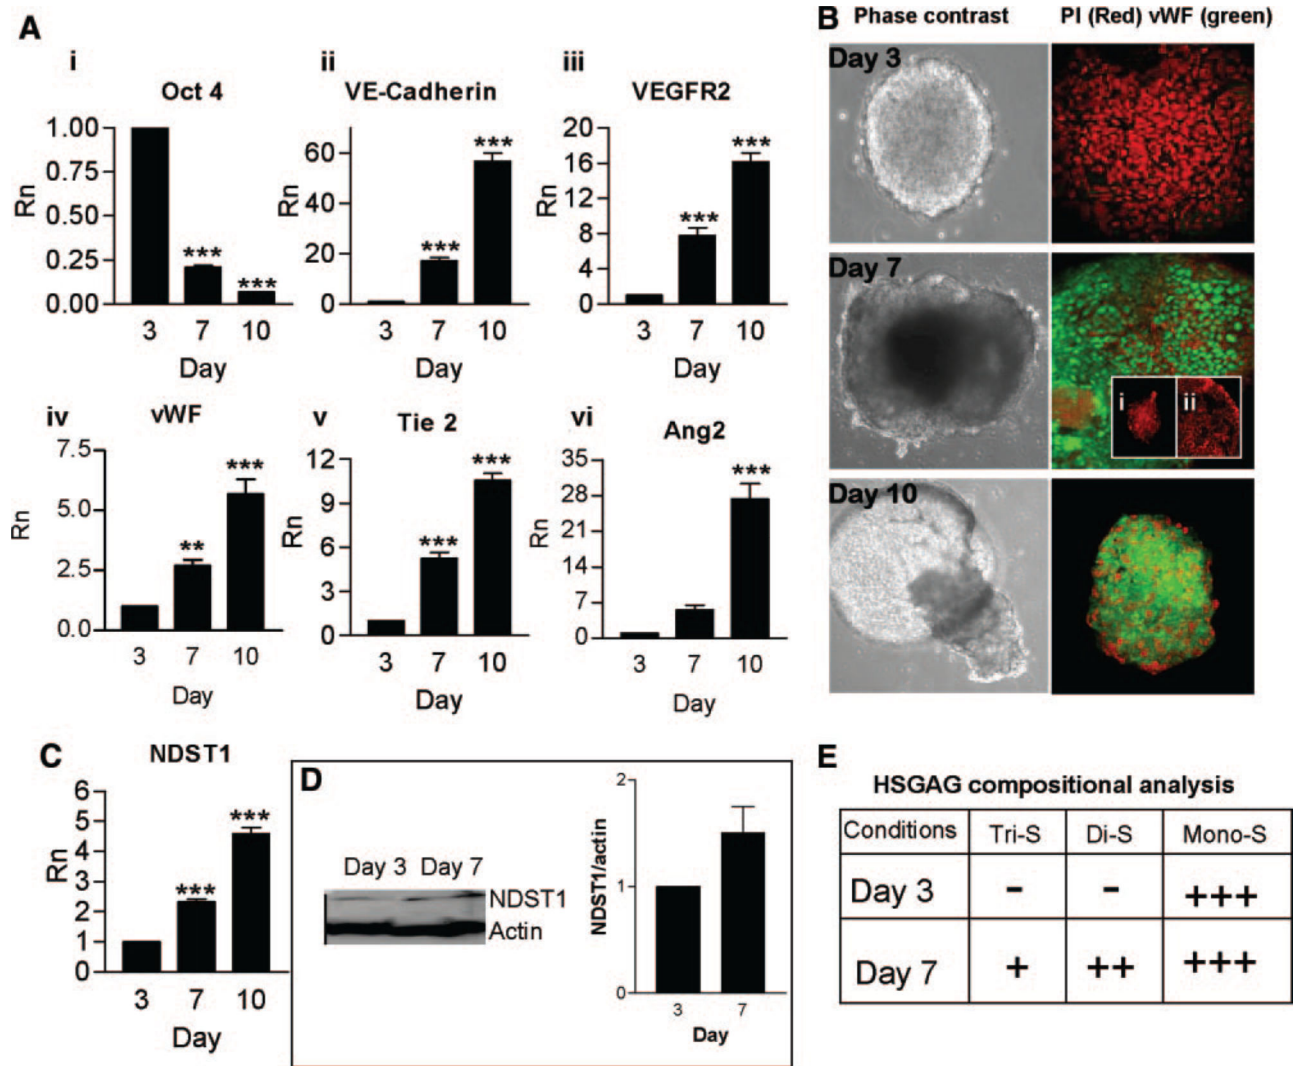 A
i
Oct 4
1.00
0.75
0.50
0.25
0.00
Rn
***
***
3 7 10
Day
ii
VE-Cadherin
60
40
20
0
Rn
***
***
3 7 10
Day
iii
VEGFR2
20
16
12
8
4
0
Rn
***
***
3 7 10
Day
iv
vWF
7.5
5.0
2.5
0.0
Rn
**
***
3 7 10
Day
v
Tie 2
12
9
6
3
0
Rn
***
***
3 7 10
Day
vi
Ang2
35
28
21
14
7
0
Rn
***
3 7 10
Day
B
Phase contrast PI (Red) vWF (green)
Day 3
Day 7
i ii
Day 10
C
NDST1
6
5
4
3
2
1
0
Rn
***
***
3 7 10
Day
D
Day 3 Day 7
NDST1
Actin
2
1
0
NDST1/actin
3 7
Day
E
HSGAG compositional analysis
Conditions Tri-S Di-S Mono-S
Day 3 - - +++
Day 7 + ++ +++